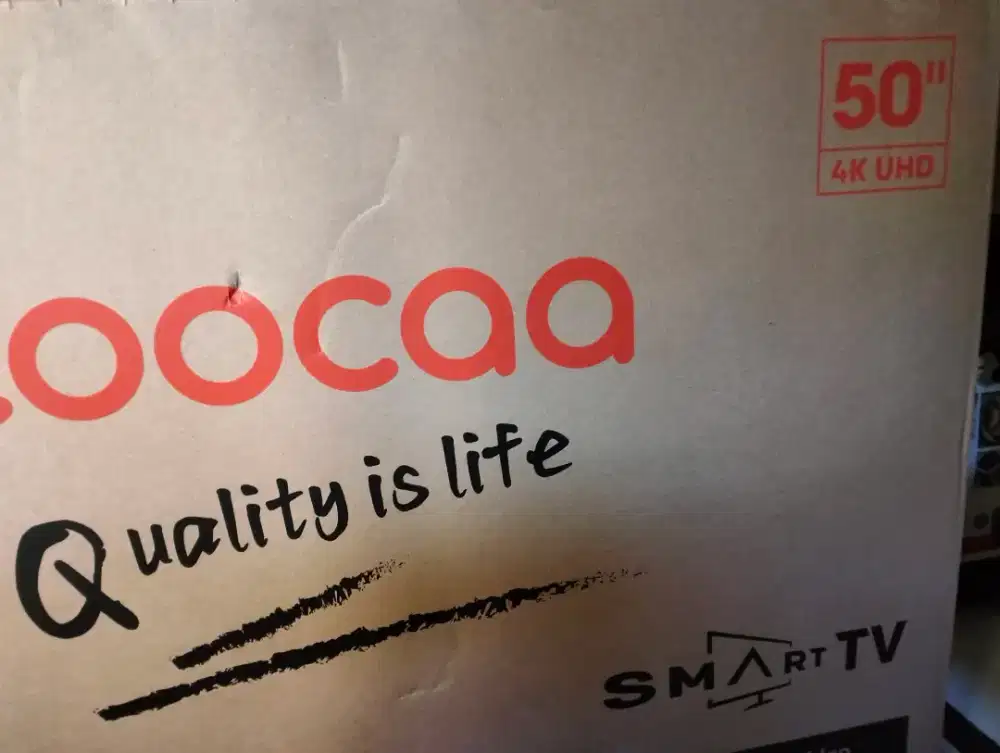 50"
4K UHD
oocaa
Quality is life
SMART TV